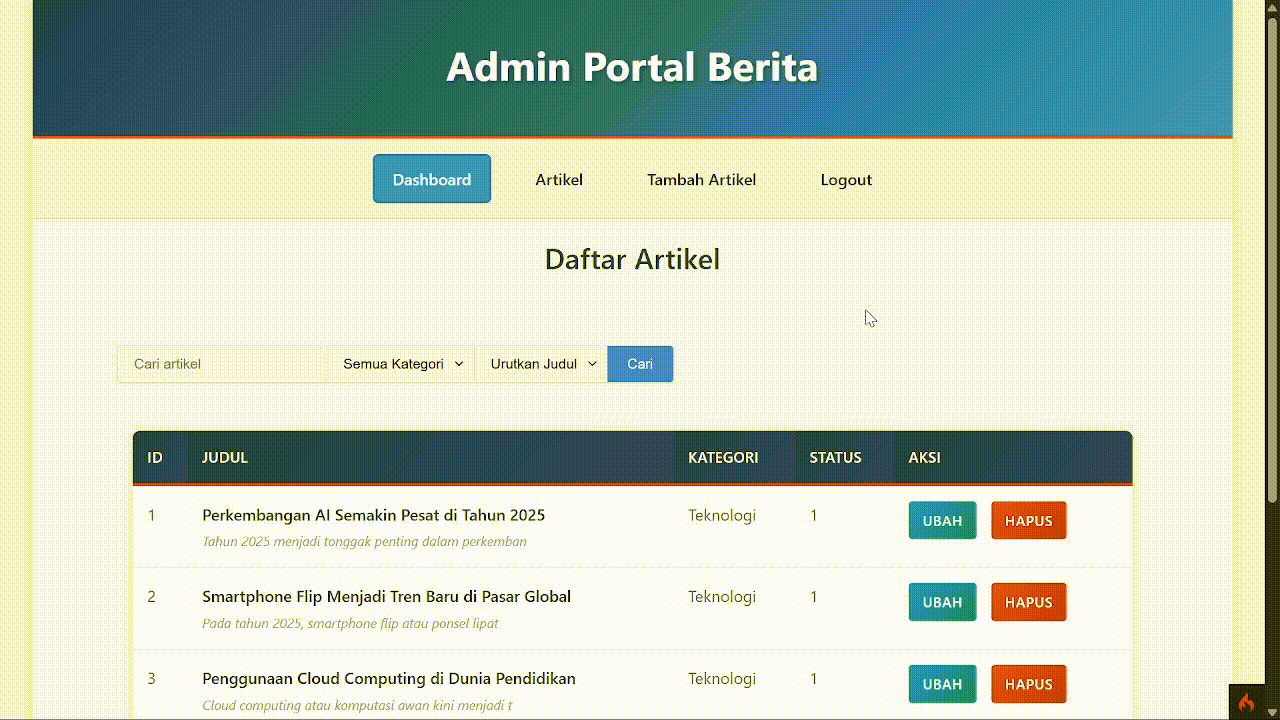 Admin Portal Berita
Dashboard Artikel Tambah Artikel Logout
Daftar Artikel
Cari artikel Semua Kategori Urutkan Judul Cari
ID JUDUL KATEGORI STATUS AKSI
1 Perkembangan AI Semakin Pesat di Tahun 2025 Teknologi 1 UBAH HAPUS
Tahun 2025 menjadi tonggak penting dalam perkemban
2 Smartphone Flip Menjadi Tren Baru di Pasar Global Teknologi 1 UBAH HAPUS
Pada tahun 2025, smartphone flip atau ponsel lipat
3 Penggunaan Cloud Computing di Dunia Pendidikan Teknologi 1 UBAH HAPUS
Cloud computing atau komputasi awan kini menjadi t